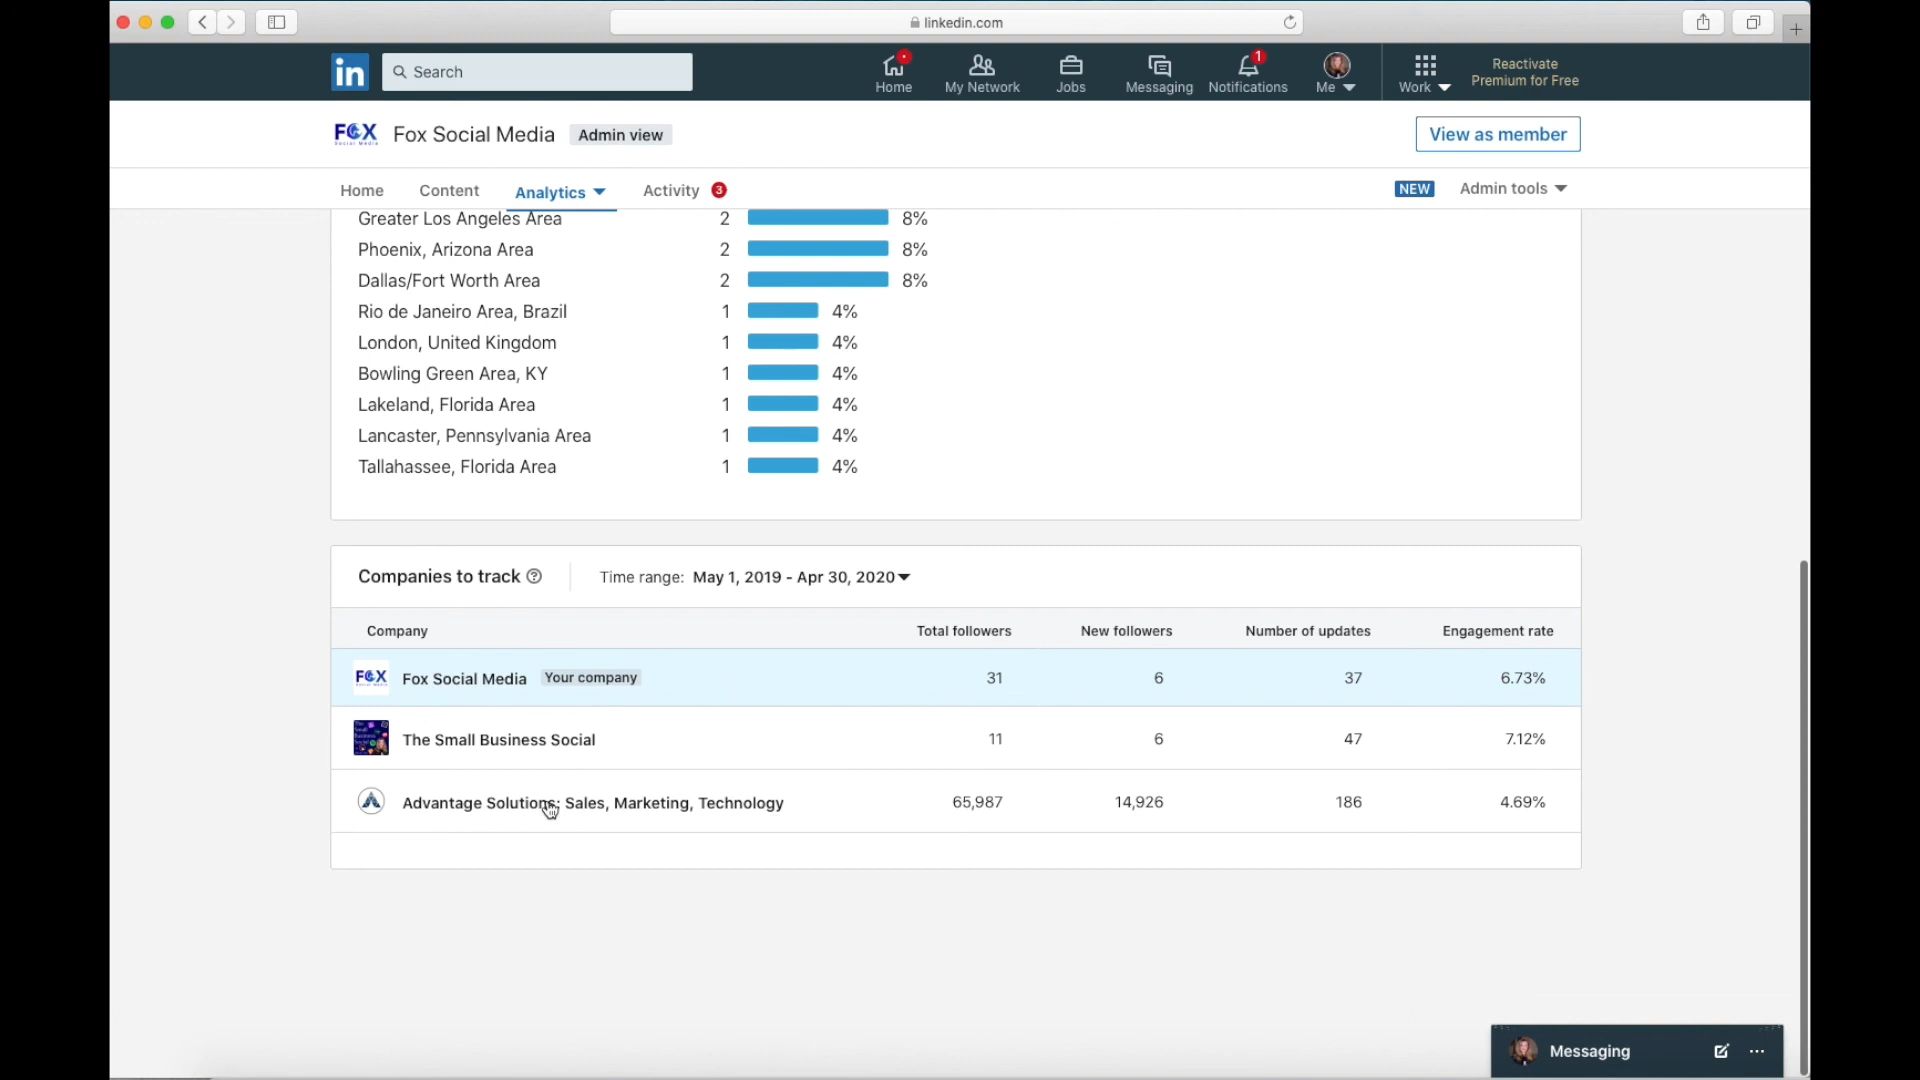 linkedin.com
in
Search
Home
My Network
Jobs
Messaging
1
Notifications
Me
Work
Reactivate
Premium for Free
FOX
Social Media
Fox Social Media
Admin view
View as member
Home
Content
Analytics
Activity
3
NEW
Admin tools
Greater Los Angeles Area 2 8%
Phoenix, Arizona Area 2 8%
Dallas/Fort Worth Area 2 8%
Rio de Janeiro Area, Brazil 1 4%
London, United Kingdom 1 4%
Bowling Green Area, KY 1 4%
Lakeland, Florida Area 1 4%
Lancaster, Pennsylvania Area 1 4%
Tallahassee, Florida Area 1 4%
Companies to track ? Time range: May 1, 2019 - Apr 30, 2020
Company Total followers New followers Number of updates Engagement rate
FOX Fox Social Media Your company 31 6 37 6.73%
The Small Business Social 11 6 47 7.12%
Advantage Solutions: Sales, Marketing, Technology 65,987 14,926 186 4.69%
Messaging